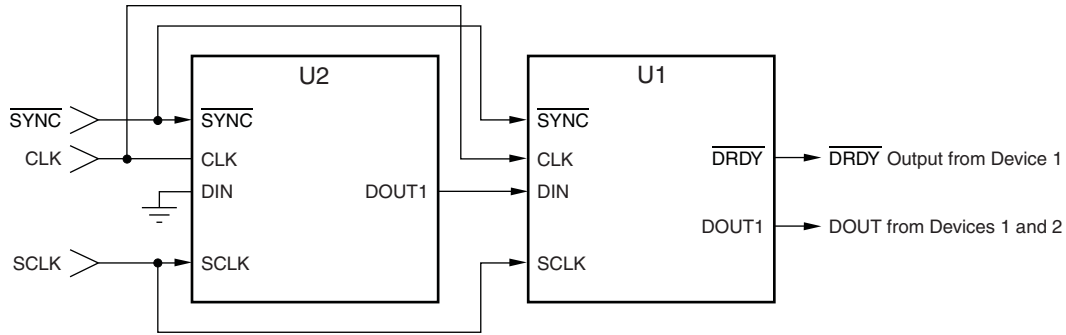 U2
U1
SYNC
SYNC
SYNC
CLK
CLK
CLK
DRDY
DRDY Output from Device 1
DIN
DOUT1
DIN
DOUT1
DOUT from Devices 1 and 2
SCLK
SCLK
SCLK